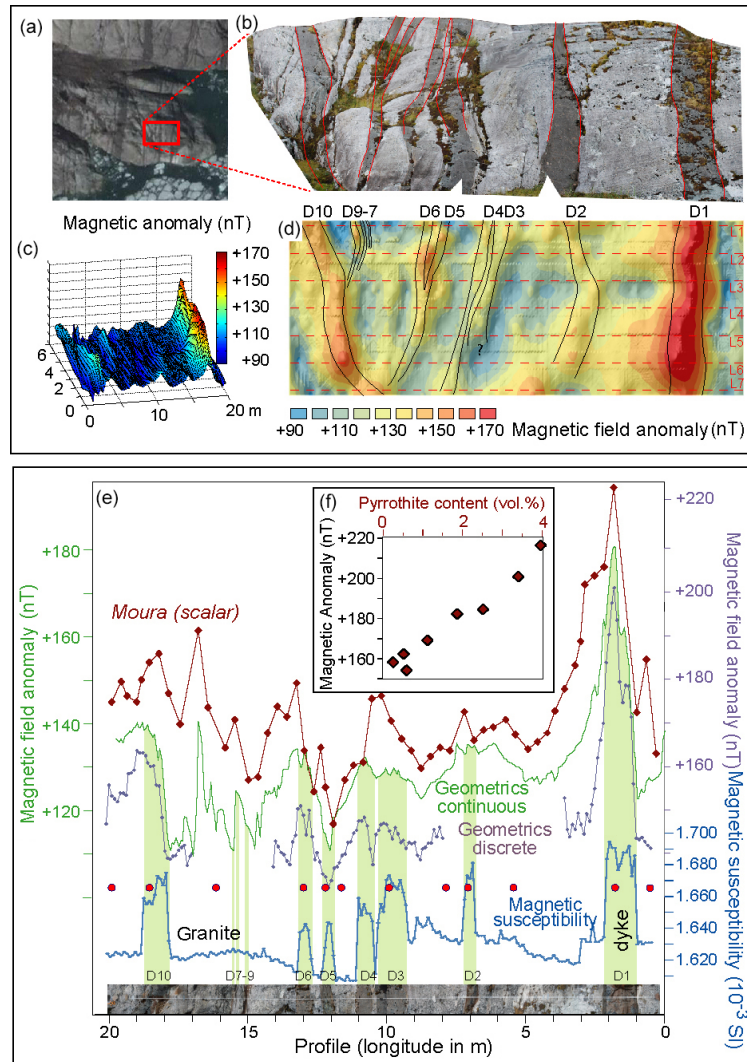 (a)
(b)
Magnetic anomaly (nT)
D10 D9-7 D6 D5 D4 D3 D2 D1
(c)
+170
+150
+130
+110
+90
6
4
2
0
0 10 20 m
(d)
L1
L2
L3
L4
L5
L6
L7
?
+90 +110 +130 +150 +170 Magnetic field anomaly (nT)
(e)
(f)
Pyrrothite content (vol.%)
0 1 2 3 4
Magnetic Anomaly (nT)
+220
+200
+180
+160
Magnetic field anomaly (nT)
+180
+160
+140
+120
Moura (scalar)
Geometrics
continuous
Geometrics
discrete
Magnetic
susceptibility
Granite
dyke
D10 D7-9 D6 D5 D4 D3 D2 D1
+220
+200
+180
+160
Magnetic field anomaly (nT)
1.700
1.680
1.660
1.640
1.620
Magnetic susceptibility (10-3 SI)
20 15 10 5 0
Profile (longitude in m)